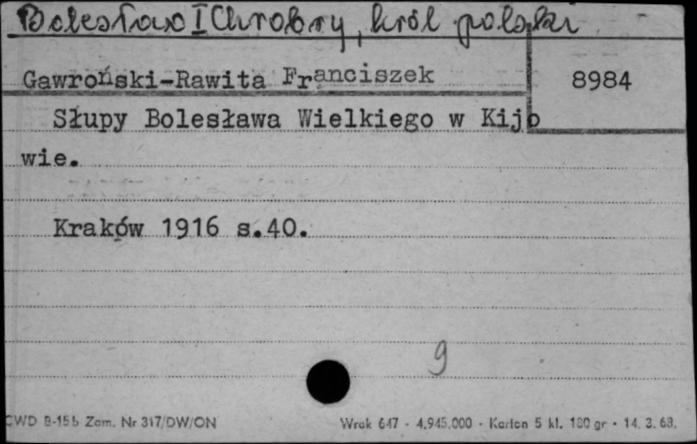 Bolesław I Chrobry, król polski
Gawroński-Rawita Franciszek
8984
Słupy Bolesława Wielkiego w Kijo
wie.
Kraków 1916 s.40.
9
CWD B-15b Zam. Nr 317/DW/ON
Wrak 647 - 4.945.000 - Karton 5 kl. 180 gr - 14. 3. 68.